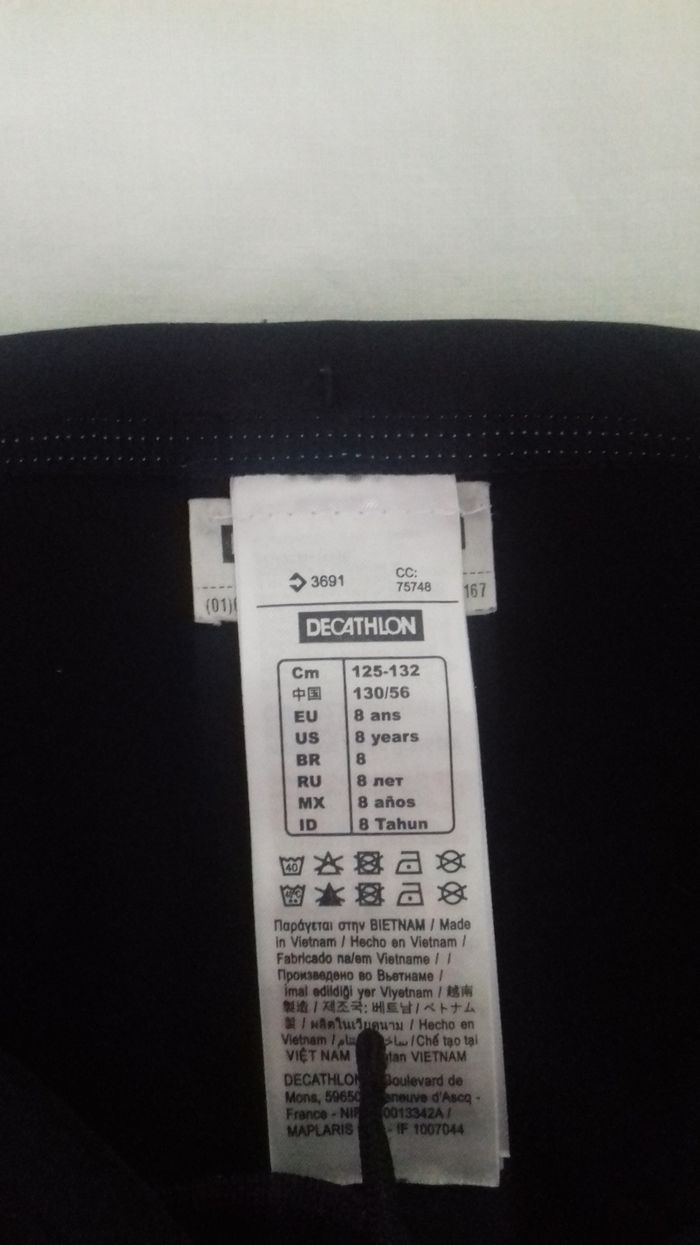 3691
CC:
75748
(01)
167
DECATHLON
Cm 125-132
中国 130/56
EU 8 ans
US 8 years
BR 8
RU 8 лет
MX 8 años
ID 8 Tahun
40
Παράγεται στην ΒΙΕΤΝΑΜ / Made
in Vietnam / Hecho en Vietnam /
Fabricado na/em Vietname / /
Произведено во Вьетнаме /
imal edildiği yer Viyetnam / 越南
製造 / 제조국: 베트남 / ベトナム
製 / ผลิตในเวียดนาม / Hecho en
Vietnam / / Chế tạo tại
VIỆT NAM VIETNAM
DECATHLON Boulevard de
Mons, 59650 d'Ascq -
France - 0013342A /
MAPLARIS - IF 1007044